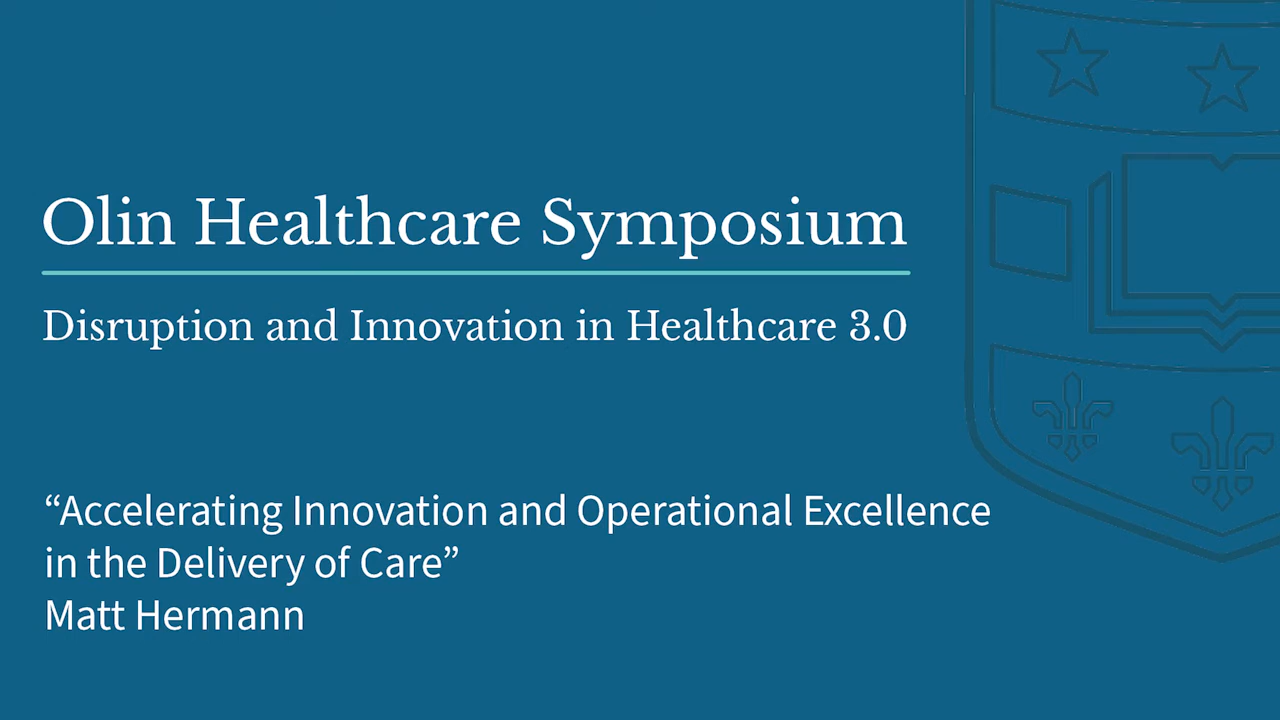 Olin Healthcare Symposium
Disruption and Innovation in Healthcare 3.0
“Accelerating Innovation and Operational Excellence
in the Delivery of Care”
Matt Hermann